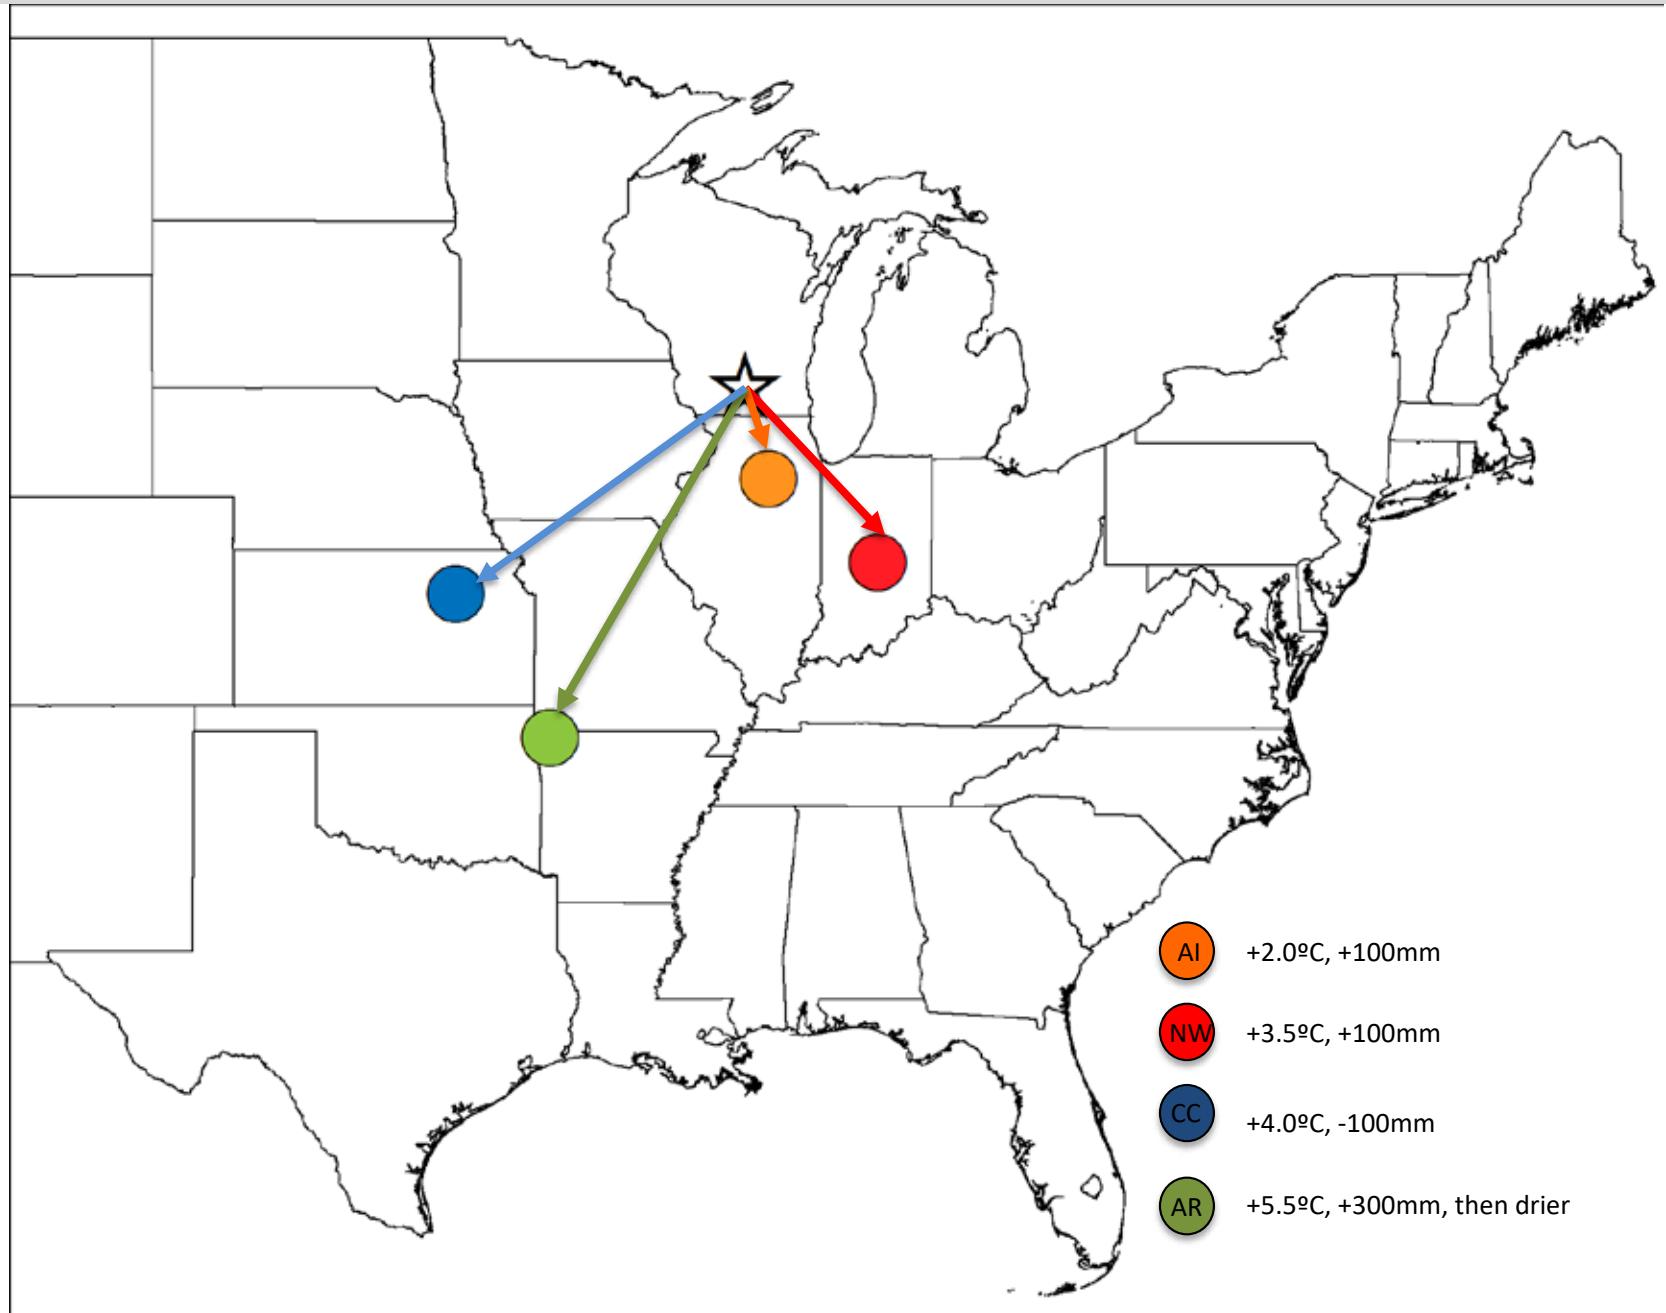 AI +2.0ºC, +100mm
NW +3.5ºC, +100mm
CC +4.0ºC, -100mm
AR +5.5ºC, +300mm, then drier